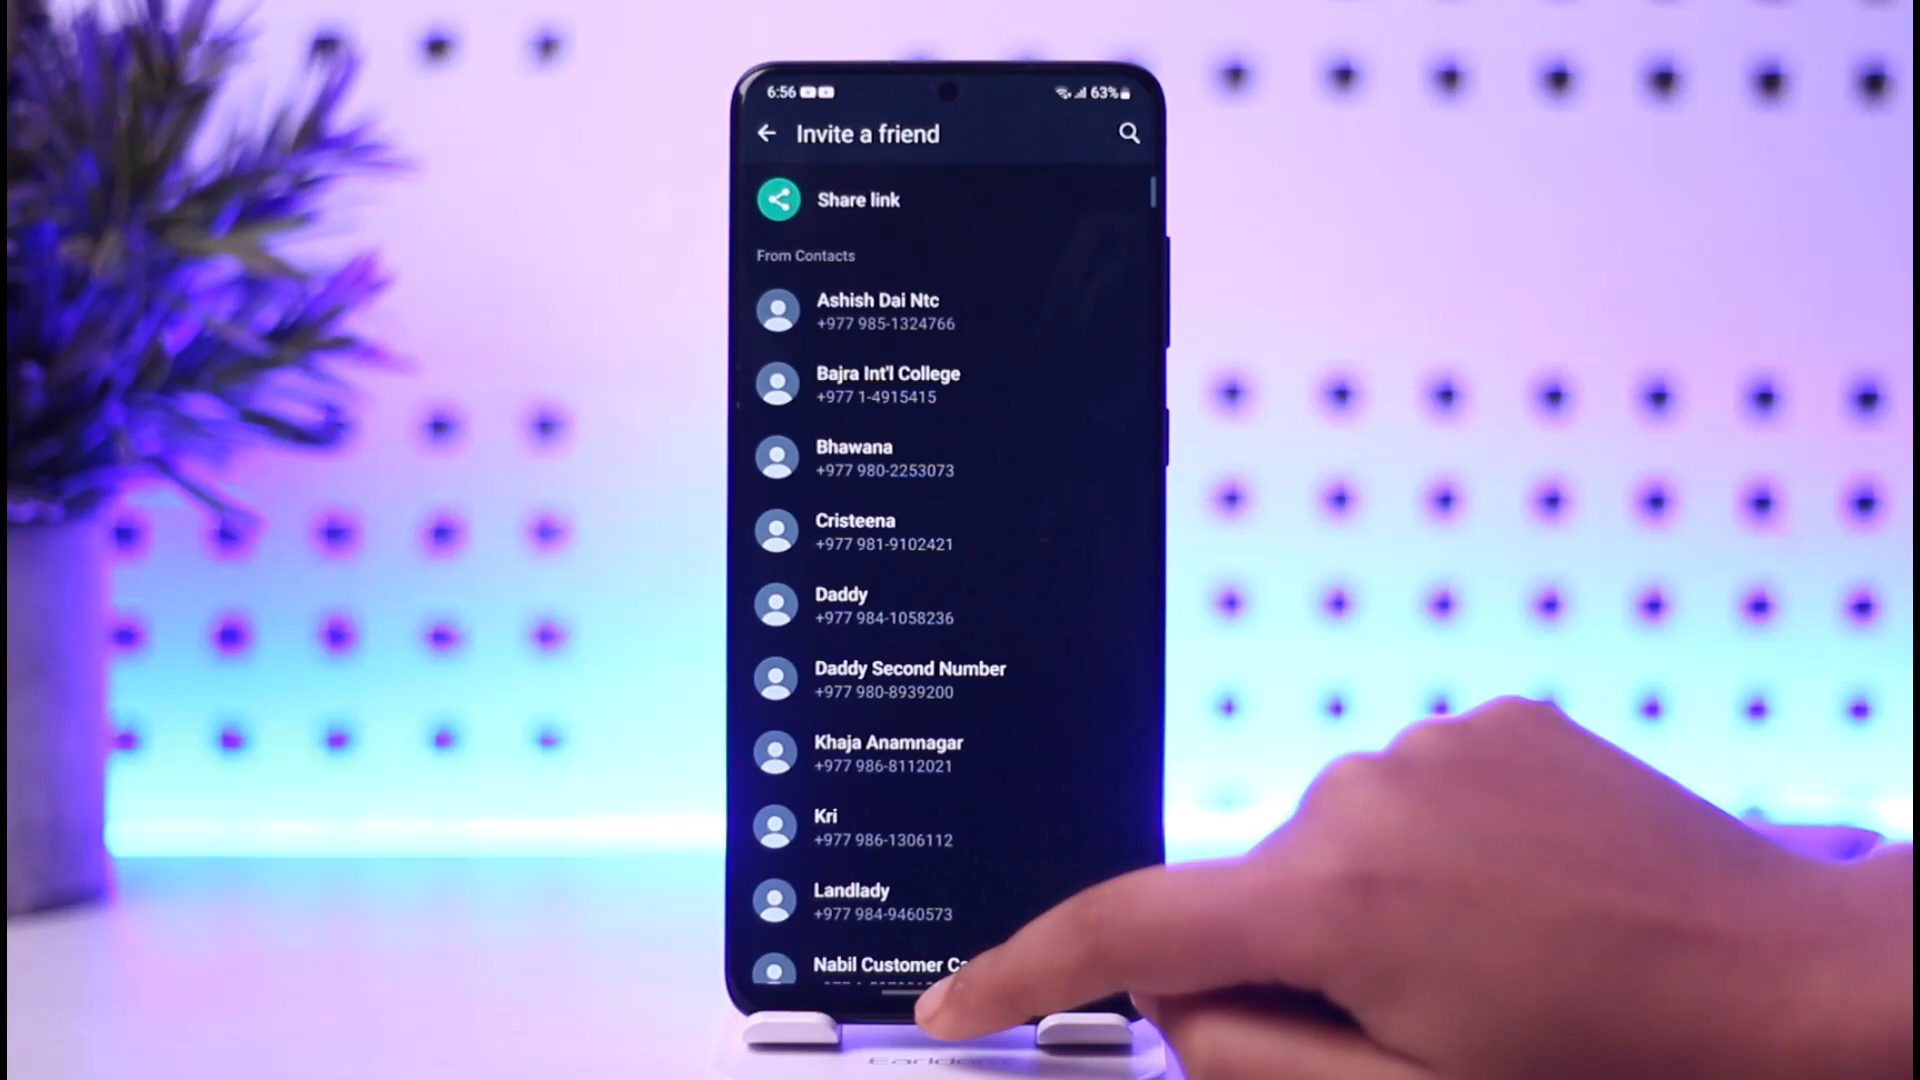 6:56 63%
Invite a friend
Share link
From Contacts
Ashish Dai Ntc
+977 985-1324766
Bajra Int'l College
+977 1-4915415
Bhawana
+977 980-2253073
Cristeena
+977 981-9102421
Daddy
+977 984-1058236
Daddy Second Number
+977 980-8939200
Khaja Anamnagar
+977 986-8112021
Kri
+977 986-1306112
Landlady
+977 984-9460573
Nabil Customer